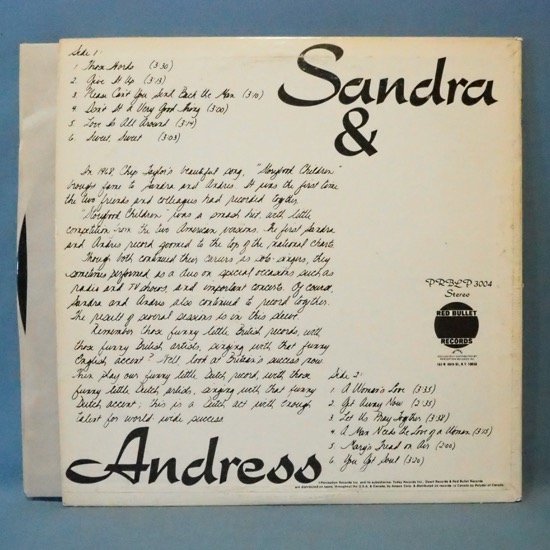 Side 1:
1. Them Words (3:30)
2. Give It Up (3:13)
3. Please Can't You Send Back the Man (3:10)
4. Don't It a Very Good Thing (3:00)
5. Love Is All Around (3:14)
6. Sweet, Sweet (3:03)
Sandra
&
In 1968, Chip Taylor's beautiful song, "Storybook Children"
brought fame to Sandra and Andres. It was the first time
the two friends and colleagues had recorded together.
"Storybook Children" was a smash hit, with little
competition from the two American versions. The first Sandra
and Andres record zoomed to the top of the national charts.
Though both continued their careers as solo singers, they
sometimes performed as a duo on special occasions such as
radio and TV shows and important concerts. Of course,
Sandra and Andres also continued to record together.
The result of several seasons is in this disc!
Remember those funny little British records, with
those funny British artists, singing with that funny
English accent? Well look at Britain's success now.
Then play our funny little Dutch record, with those
funny little Dutch artists, singing with that funny
Dutch accent. This is a Dutch act with enough
talent for world wide success
PRBLP 3004
Stereo
RED BULLET
RECORDS
Side 2:
1. A Woman's Love (3:35)
2. Get Away Now (2:35)
3. Let Us Pray Together (3:32)
4. A Man Needs the Love of a Woman (3:15)
5. Mary's Tread on Air (2:00)
6. You Got Soul (3:20)
Andress